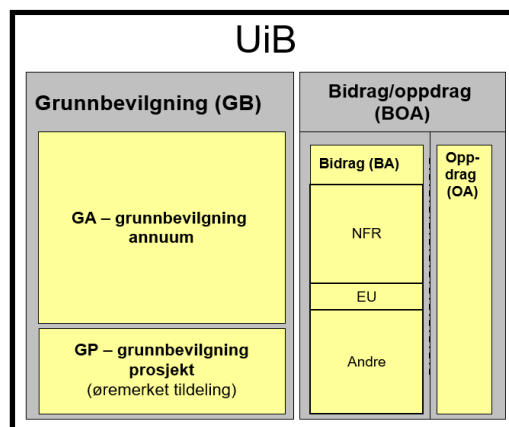 UiB
Grunnbevilgning (GB)
GA – grunnbevilgning
annuum
GP – grunnbevilgning
prosjekt
(øremerket tildeling)
Bidrag/oppdrag
(BOA)
Bidrag (BA)
NFR
EU
Andre
Opp-
drag
(OA)